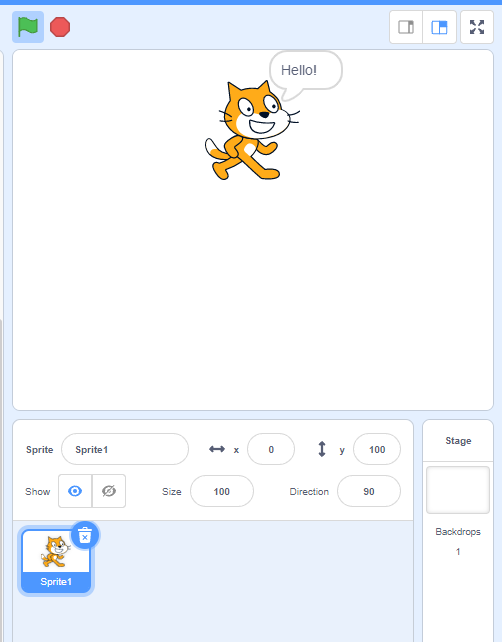 Hello!
Sprite Sprite1 x 0 y 100
Show Size 100 Direction 90
Sprite1
Stage
Backdrops
1